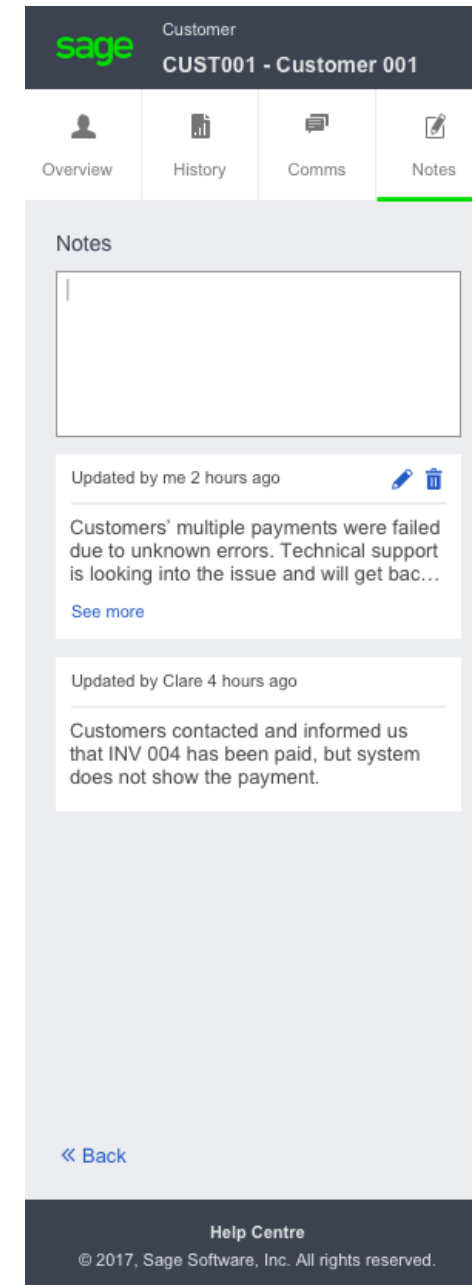 sage
Customer
CUST001 - Customer 001
Overview
History
Comms
Notes
Notes
Updated by me 2 hours ago
Customers’ multiple payments were failed
due to unknown errors. Technical support
is looking into the issue and will get bac…
See more
Updated by Clare 4 hours ago
Customers contacted and informed us
that INV 004 has been paid, but system
does not show the payment.
« Back
Help Centre
© 2017, Sage Software, Inc. All rights reserved.